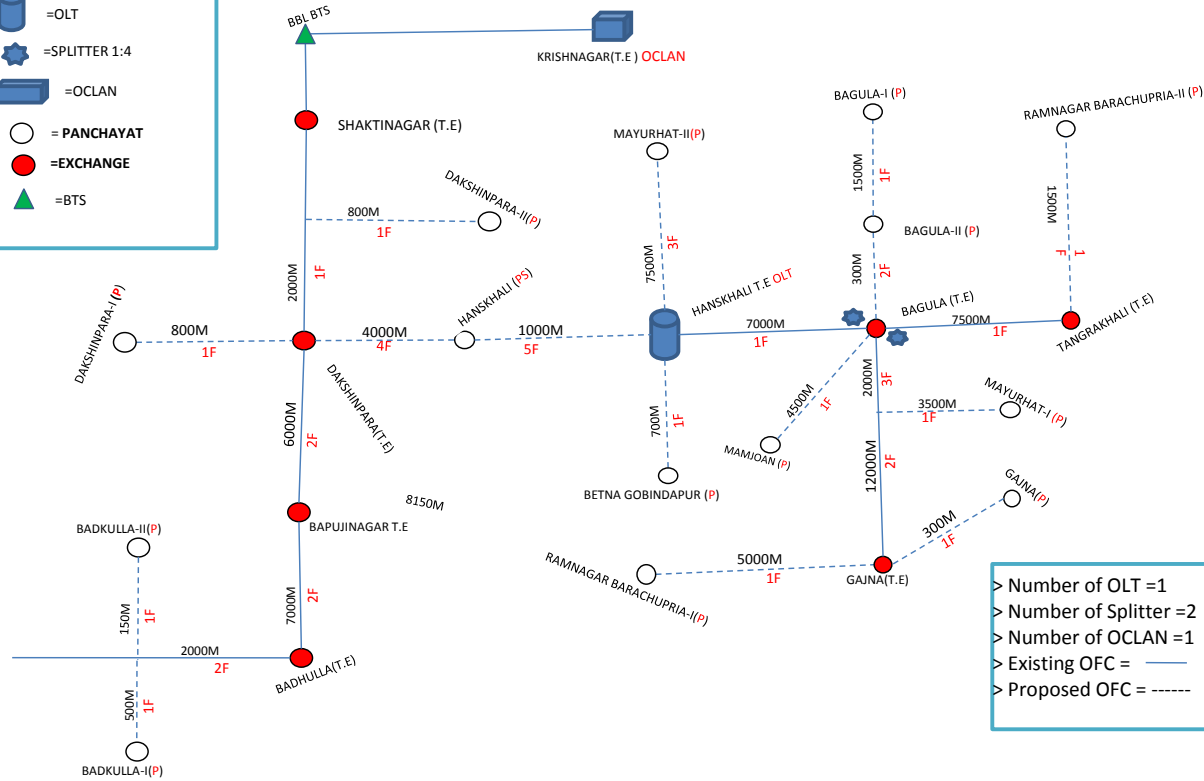 =OLT
=SPLITTER 1:4
=OCLAN
= PANCHAYAT
=EXCHANGE
=BTS
BBL BTS
KRISHNAGAR(T.E ) OCLAN
SHAKTINAGAR (T.E)
DAKSHINPARA-II(P)
800M
1F
2000M
1F
DAKSHINPARA-I (P)
800M
1F
DAKSHINPARA(T.E)
4000M
4F
HANSKHALI (PS)
1000M
5F
MAYURHAT-II(P)
7500M
3F
HANSKHALI T.E OLT
700M
1F
BETNA GOBINDAPUR (P)
7000M
1F
BAGULA-I (P)
1500M
1F
BAGULA-II (P)
300M
2F
BAGULA (T.E)
7500M
1F
RAMNAGAR BARACHUPRIA-II (P)
1500M
1
F
TANGRAKHALI (T.E)
4500M
1F
MAMJOAN (P)
2000M
3F
3500M
1F
MAYURHAT-I (P)
12000M
2F
GAJNA(P)
300M
1F
GAJNA(T.E)
5000M
1F
RAMNAGAR BARACHUPRIA-I(P)
6000M
2F
8150M
BAPUJINAGAR T.E
7000M
2F
BADHULLA(T.E)
2000M
2F
BADKULLA-II(P)
150M
1F
500M
1F
BADKULLA-I(P)
> Number of OLT =1
> Number of Splitter =2
> Number of OCLAN =1
> Existing OFC =
> Proposed OFC = ------